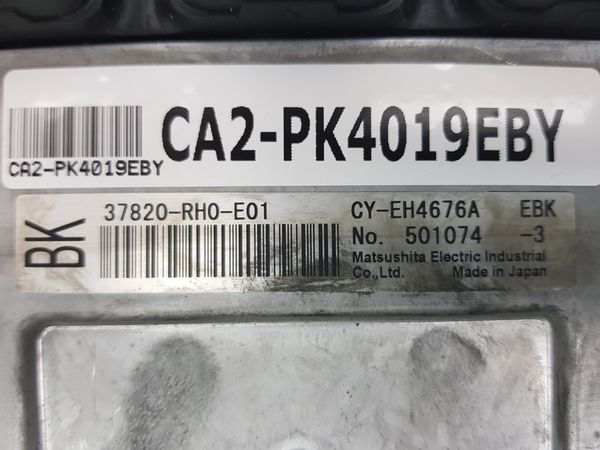 CA2-PK4019EBY
CA2-PK4019EBY
BK
37820-RH0-E01 CY-EH4676A EBK
No. 501074 -3
Matsushita Electric Industrial
Co.,Ltd. Made in Japan